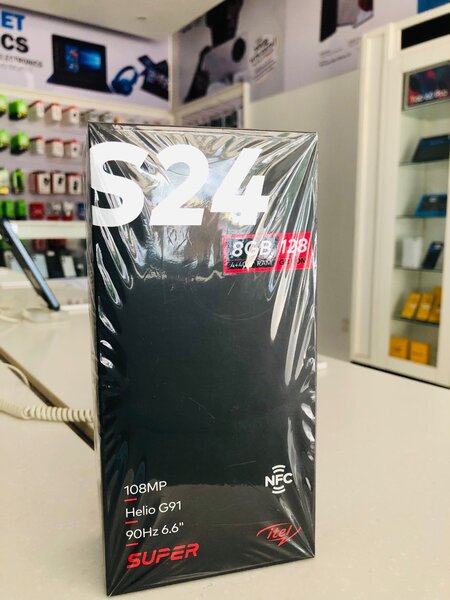 S24
8GB 128
108MP
Helio G91
90Hz 6.6"
SUPER
NFC
itel